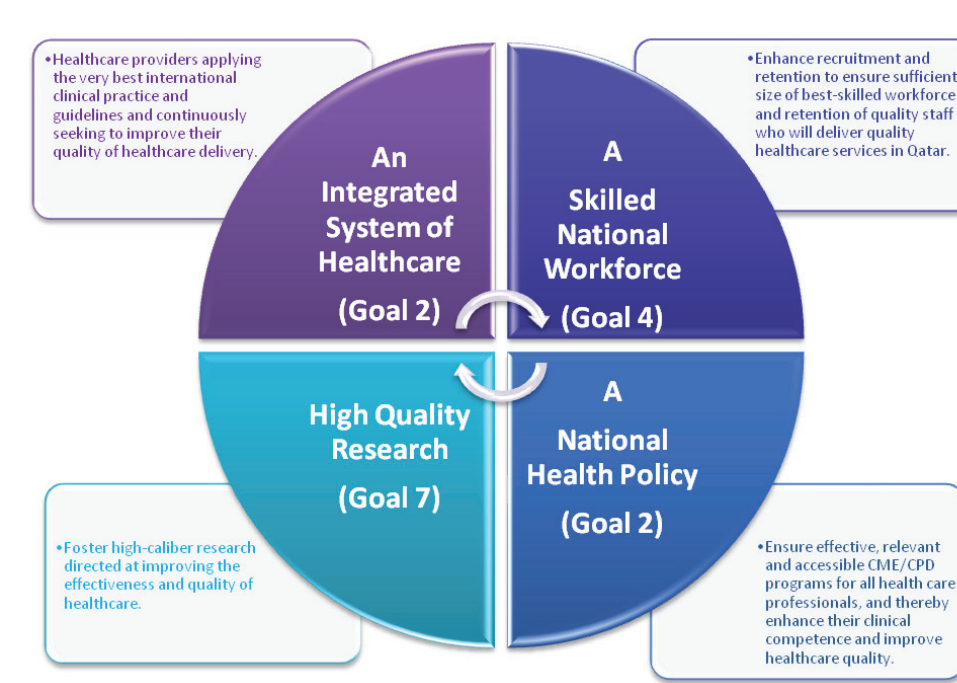 •Healthcare providers applying
the very best international
clinical practice and
guidelines and continuously
seeking to improve their
quality of healthcare delivery.
An
Integrated
System of
Healthcare
(Goal 2)
A
Skilled
National
Workforce
(Goal 4)
•Enhance recruitment and
retention to ensure sufficient
size of best-skilled workforce
and retention of quality staff
who will deliver quality
healthcare services in Qatar.
High Quality
Research
(Goal 7)
A
National
Health Policy
(Goal 2)
•Foster high-caliber research
directed at improving the
effectiveness and quality of
healthcare.
•Ensure effective, relevant
and accessible CME/CPD
programs for all health care
professionals, and thereby
enhance their clinical
competence and improve
healthcare quality.